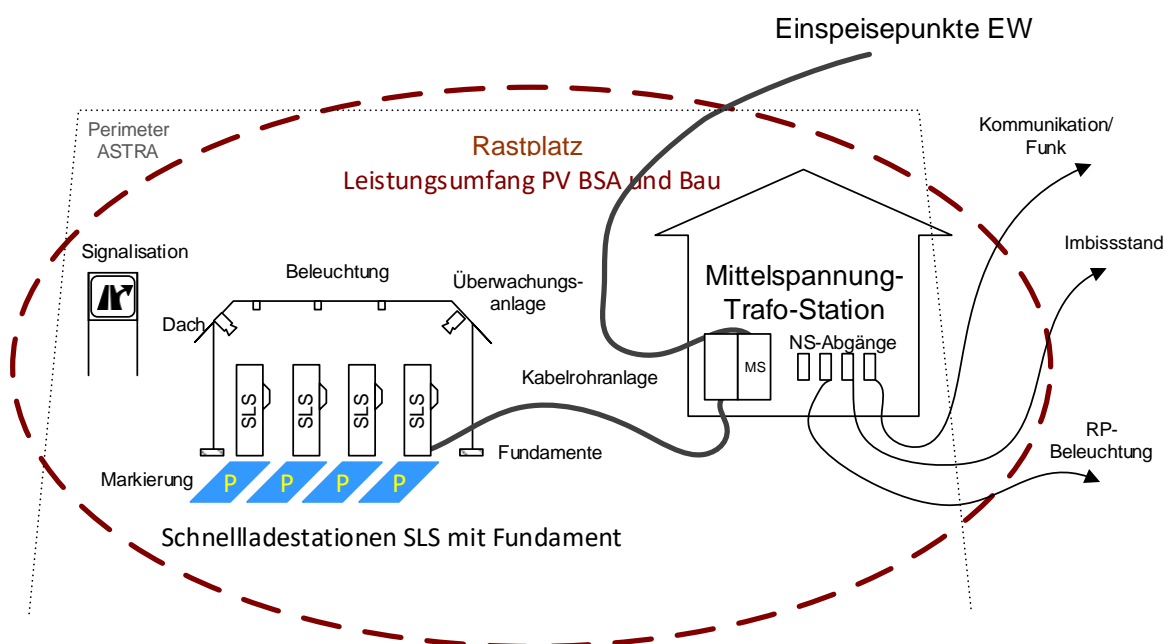 Einspeisepunkte EW
Perimeter
ASTRA
Rastplatz
Leistungsumfang PV BSA und Bau
Kommunikation/
Funk
Signalisation
Beleuchtung
Überwachungs-
anlage
Imbissstand
Mittelspannung-
Trafo-Station
Dach
NS-Abgänge
MS
Kabelrohranlage
SLS
SLS
SLS
SLS
RP-
Beleuchtung
Fundamente
Markierung
P
P
P
P
Schnellladestationen SLS mit Fundament